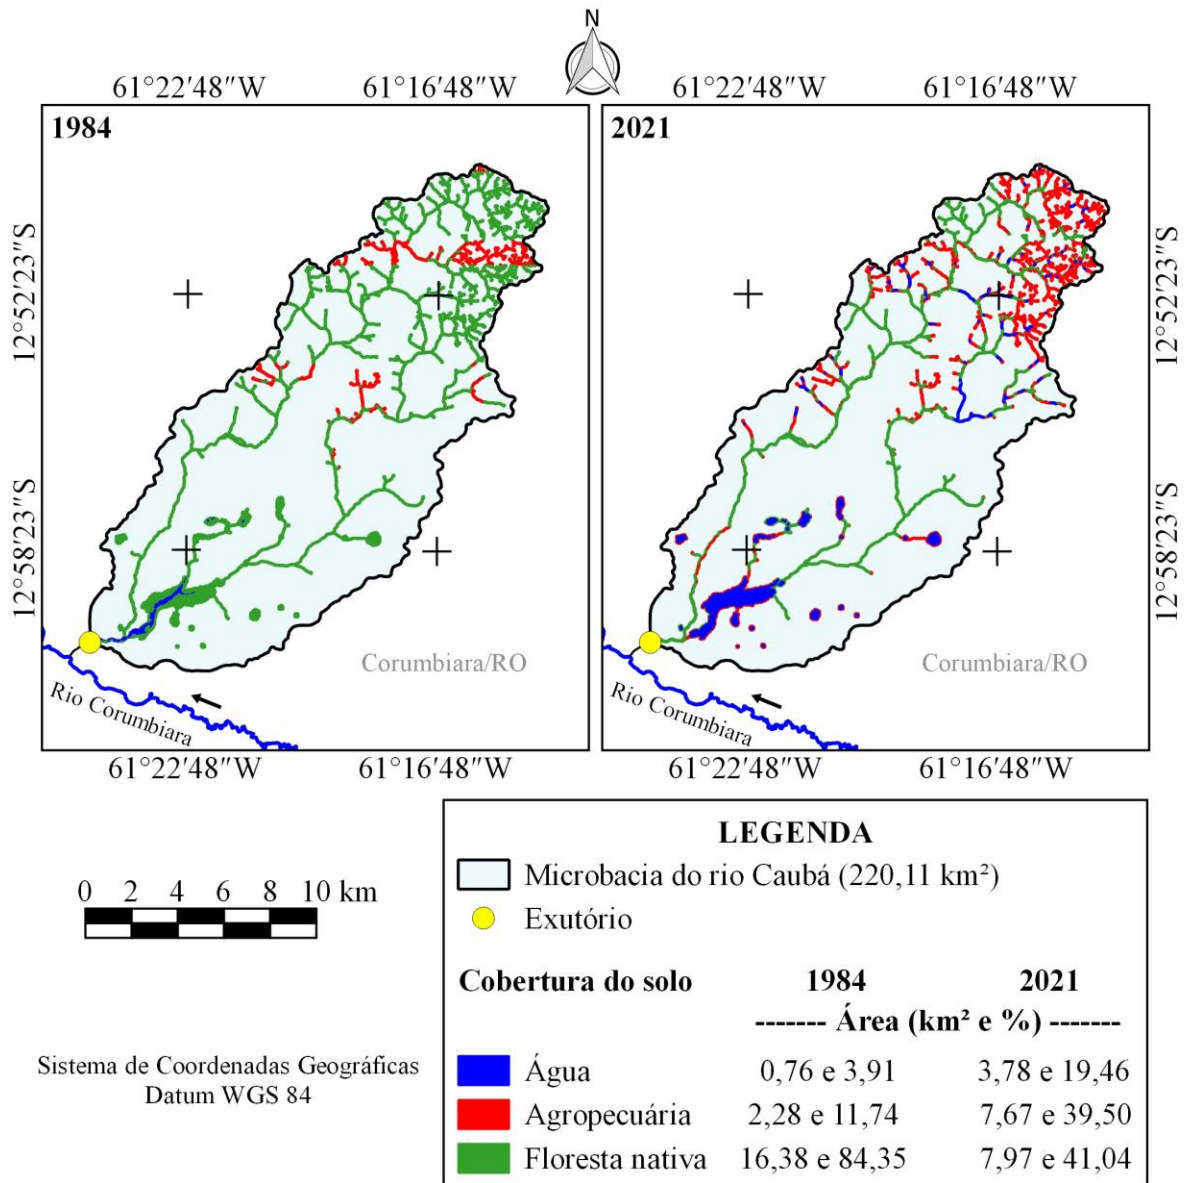 N
61°22′48″W 61°16′48″W 61°22′48″W 61°16′48″W
1984 2021
12°52′23″S 12°52′23″S
12°58′23″S 12°58′23″S
Corumbiara/RO Corumbiara/RO
Rio Corumbiara Rio Corumbiara
61°22′48″W 61°16′48″W 61°22′48″W 61°16′48″W
0 2 4 6 8 10 km
Sistema de Coordenadas Geográficas
Datum WGS 84
LEGENDA
Microbacia do rio Caubá (220,11 km²)
Exutório
Cobertura do solo 1984 2021
------- Área (km² e %) -------
Água 0,76 e 3,91 3,78 e 19,46
Agropecuária 2,28 e 11,74 7,67 e 39,50
Floresta nativa 16,38 e 84,35 7,97 e 41,04